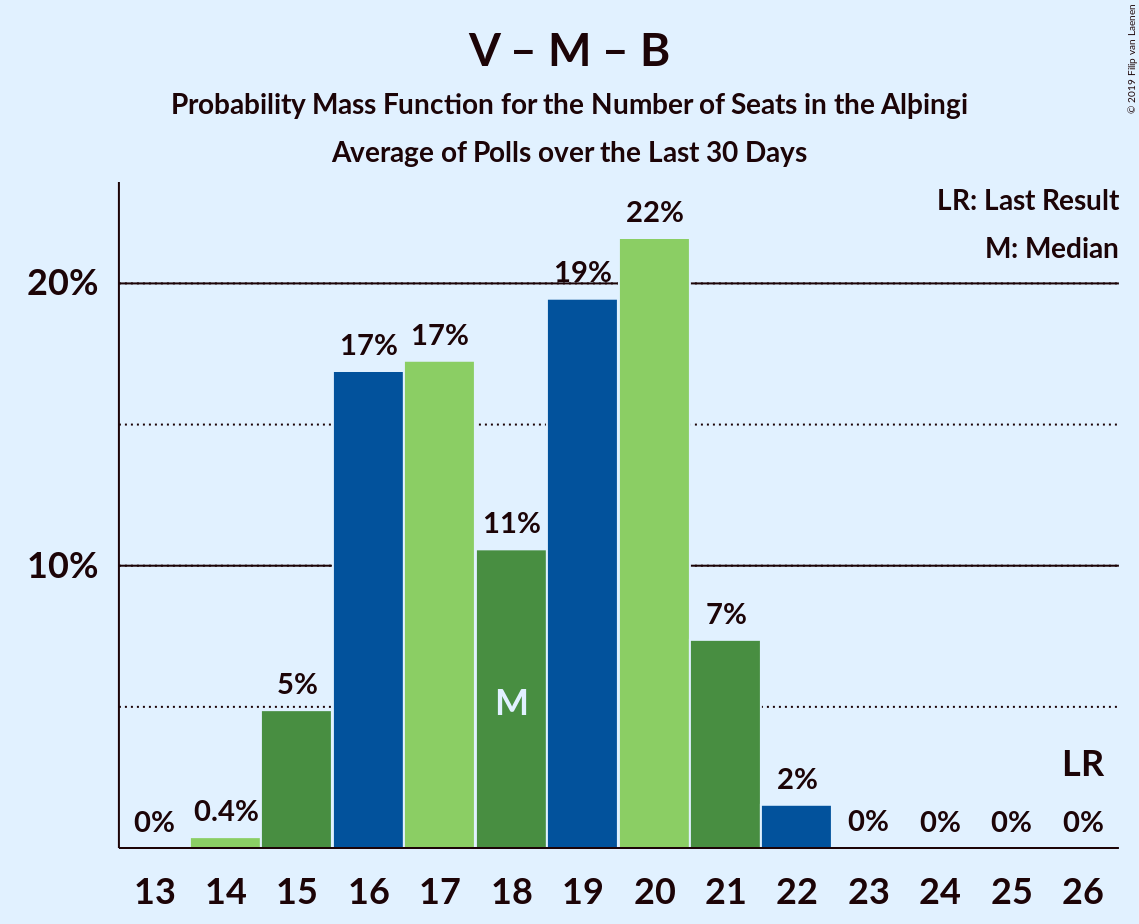 V – M – B
Probability Mass Function for the Number of Seats in the Alþingi
Average of Polls over the Last 30 Days
© 2019 Filip van Laenen
LR: Last Result
M: Median
20%
10%
0%
0.4%
5%
17%
17%
11%
19%
22%
7%
2%
0%
0%
0%
0%
M
LR
13 14 15 16 17 18 19 20 21 22 23 24 25 26